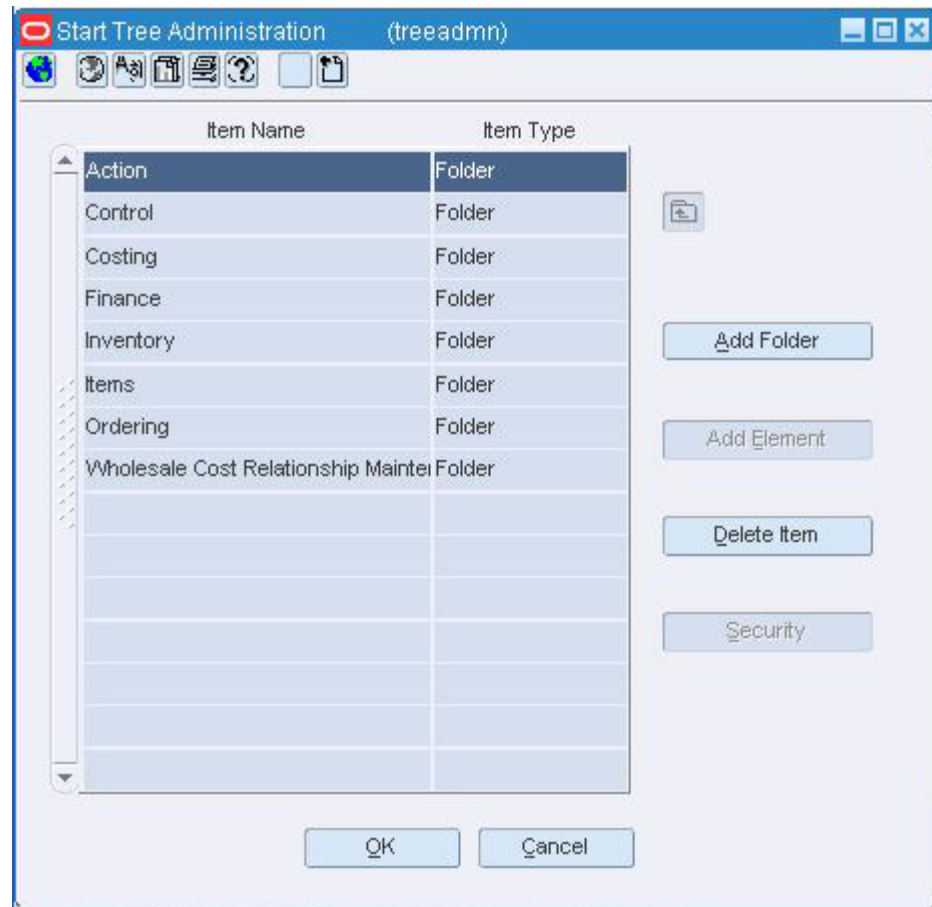 Start Tree Administration (treeadmn)
Item Name Item Type
Action Folder
Control Folder
Costing Folder
Finance Folder
Inventory Folder
Items Folder
Ordering Folder
Wholesale Cost Relationship Mainte Folder
Add Folder
Add Element
Delete Item
Security
OK Cancel